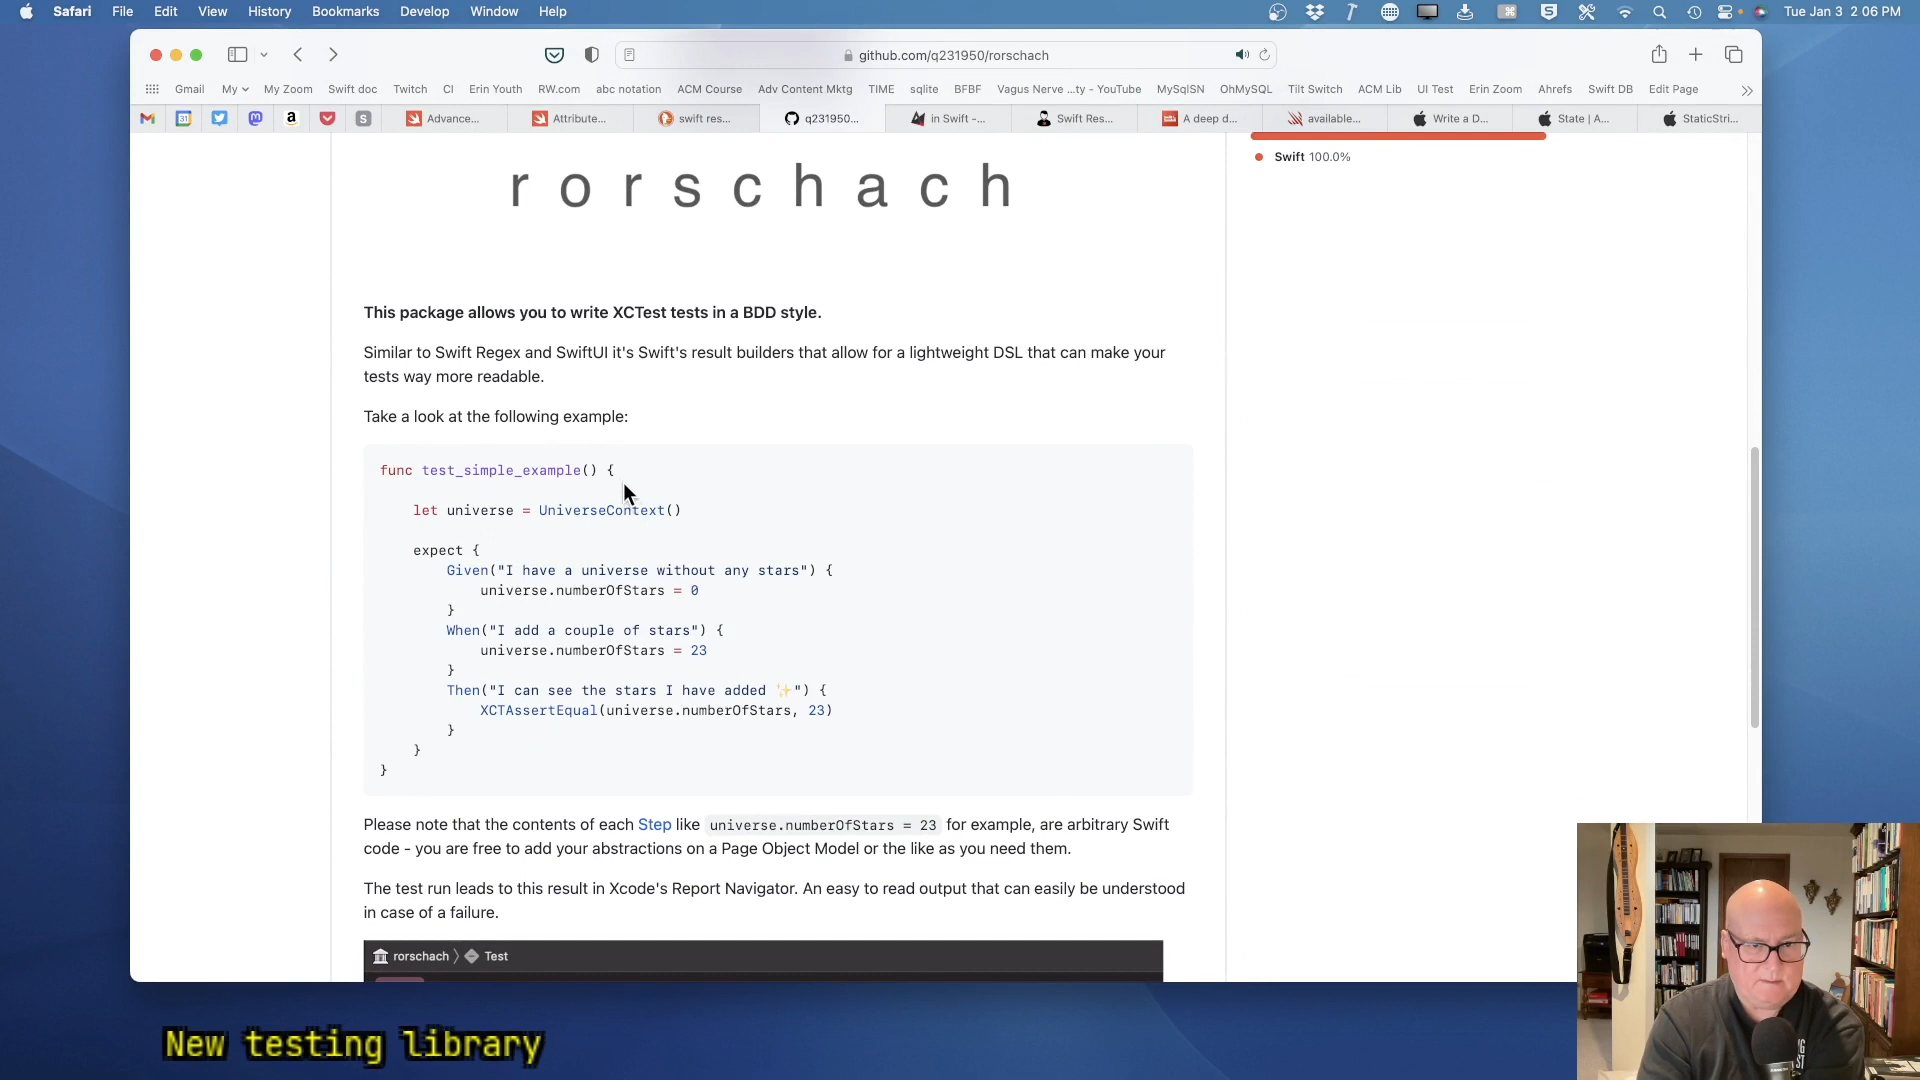 Safari File Edit View History Bookmarks Develop Window Help Tue Jan 3 2:06 PM
github.com/q231950/rorschach
Gmail My My Zoom Swift doc Twitch CI Erin Youth RW.com abc notation ACM Course Adv Content Mktg TIME sqlite BFBF Vagus Nerve ...ty - YouTube MySqlSN OhMySQL Tilt Switch ACM Lib UI Test Erin Zoom Ahrefs Swift DB Edit Page
31 a S Advance... Attribute... swift res... q231950... in Swift -... Swift Res... A deep d... available... Write a D... State | A... StaticStri...
Swift 100.0%
rorschach
This package allows you to write XCTest tests in a BDD style.
Similar to Swift Regex and SwiftUI it's Swift's result builders that allow for a lightweight DSL that can make your
tests way more readable.
Take a look at the following example:
func test_simple_example() {
let universe = UniverseContext()
expect {
Given("I have a universe without any stars") {
universe.numberOfStars = 0
}
When("I add a couple of stars") {
universe.numberOfStars = 23
}
Then("I can see the stars I have added ✨") {
XCTAssertEqual(universe.numberOfStars, 23)
}
}
}
Please note that the contents of each Step like universe.numberOfStars = 23 for example, are arbitrary Swift
code - you are free to add your abstractions on a Page Object Model or the like as you need them.
The test run leads to this result in Xcode's Report Navigator. An easy to read output that can easily be understood
in case of a failure.
rorschach Test
New testing library